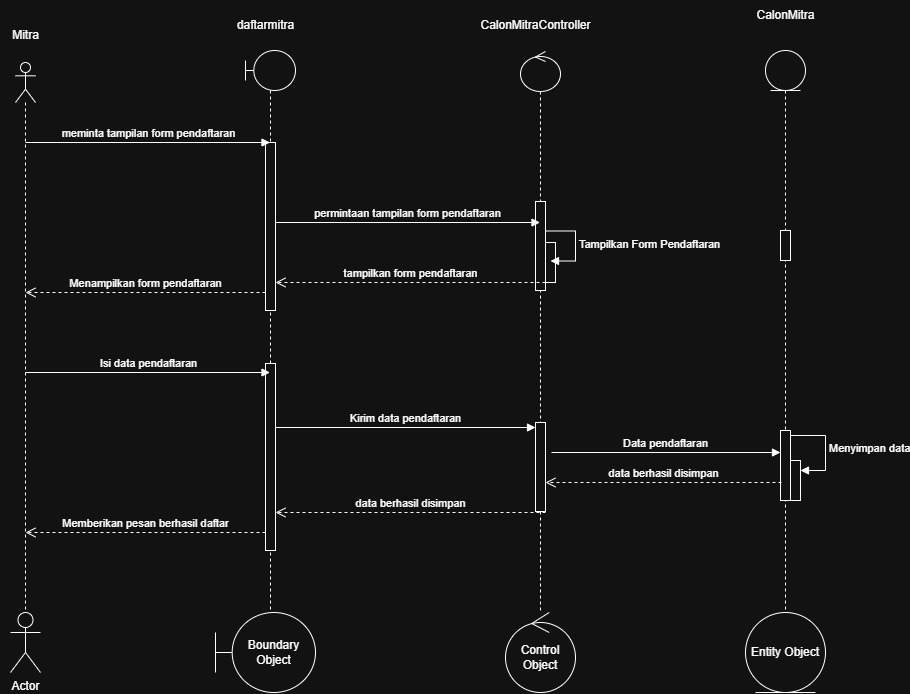 Mitra
daftarmitra
CalonMitraController
CalonMitra
meminta tampilan form pendaftaran
permintaan tampilan form pendaftaran
Tampilkan Form Pendaftaran
tampilkan form pendaftaran
Menampilkan form pendaftaran
Isi data pendaftaran
Kirim data pendaftaran
Data pendaftaran
Menyimpan data
data berhasil disimpan
data berhasil disimpan
Memberikan pesan berhasil daftar
Boundary
Object
Control
Object
Entity Object
Actor